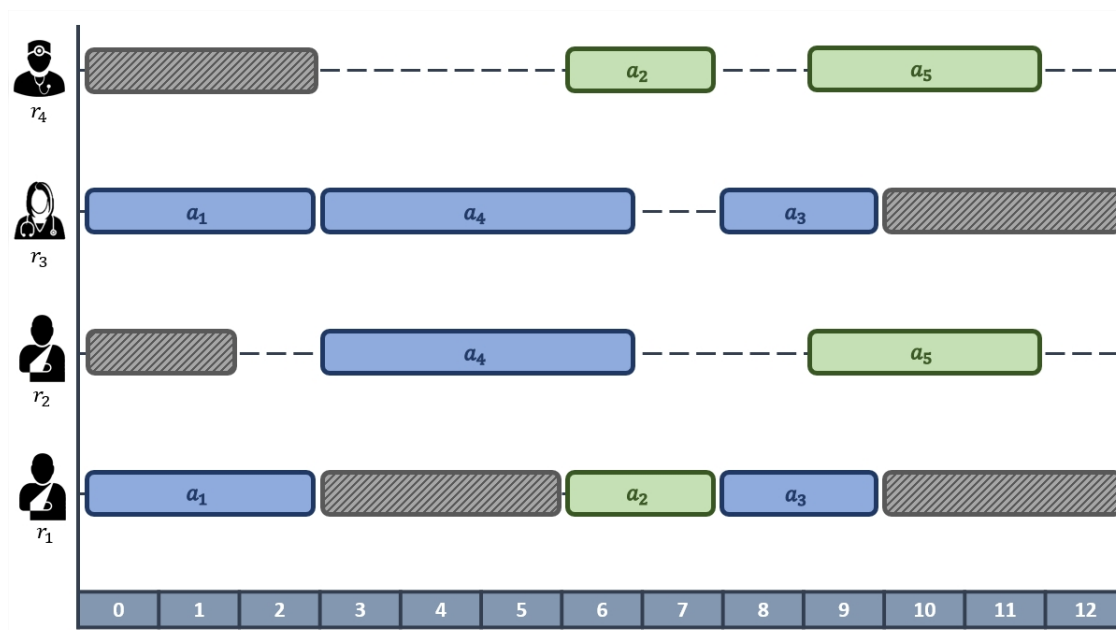 a₂ a₅
r₄
a₁ a₄ a₃
r₃
a₄ a₅
r₂
a₁ a₂ a₃
r₁
0 1 2 3 4 5 6 7 8 9 10 11 12